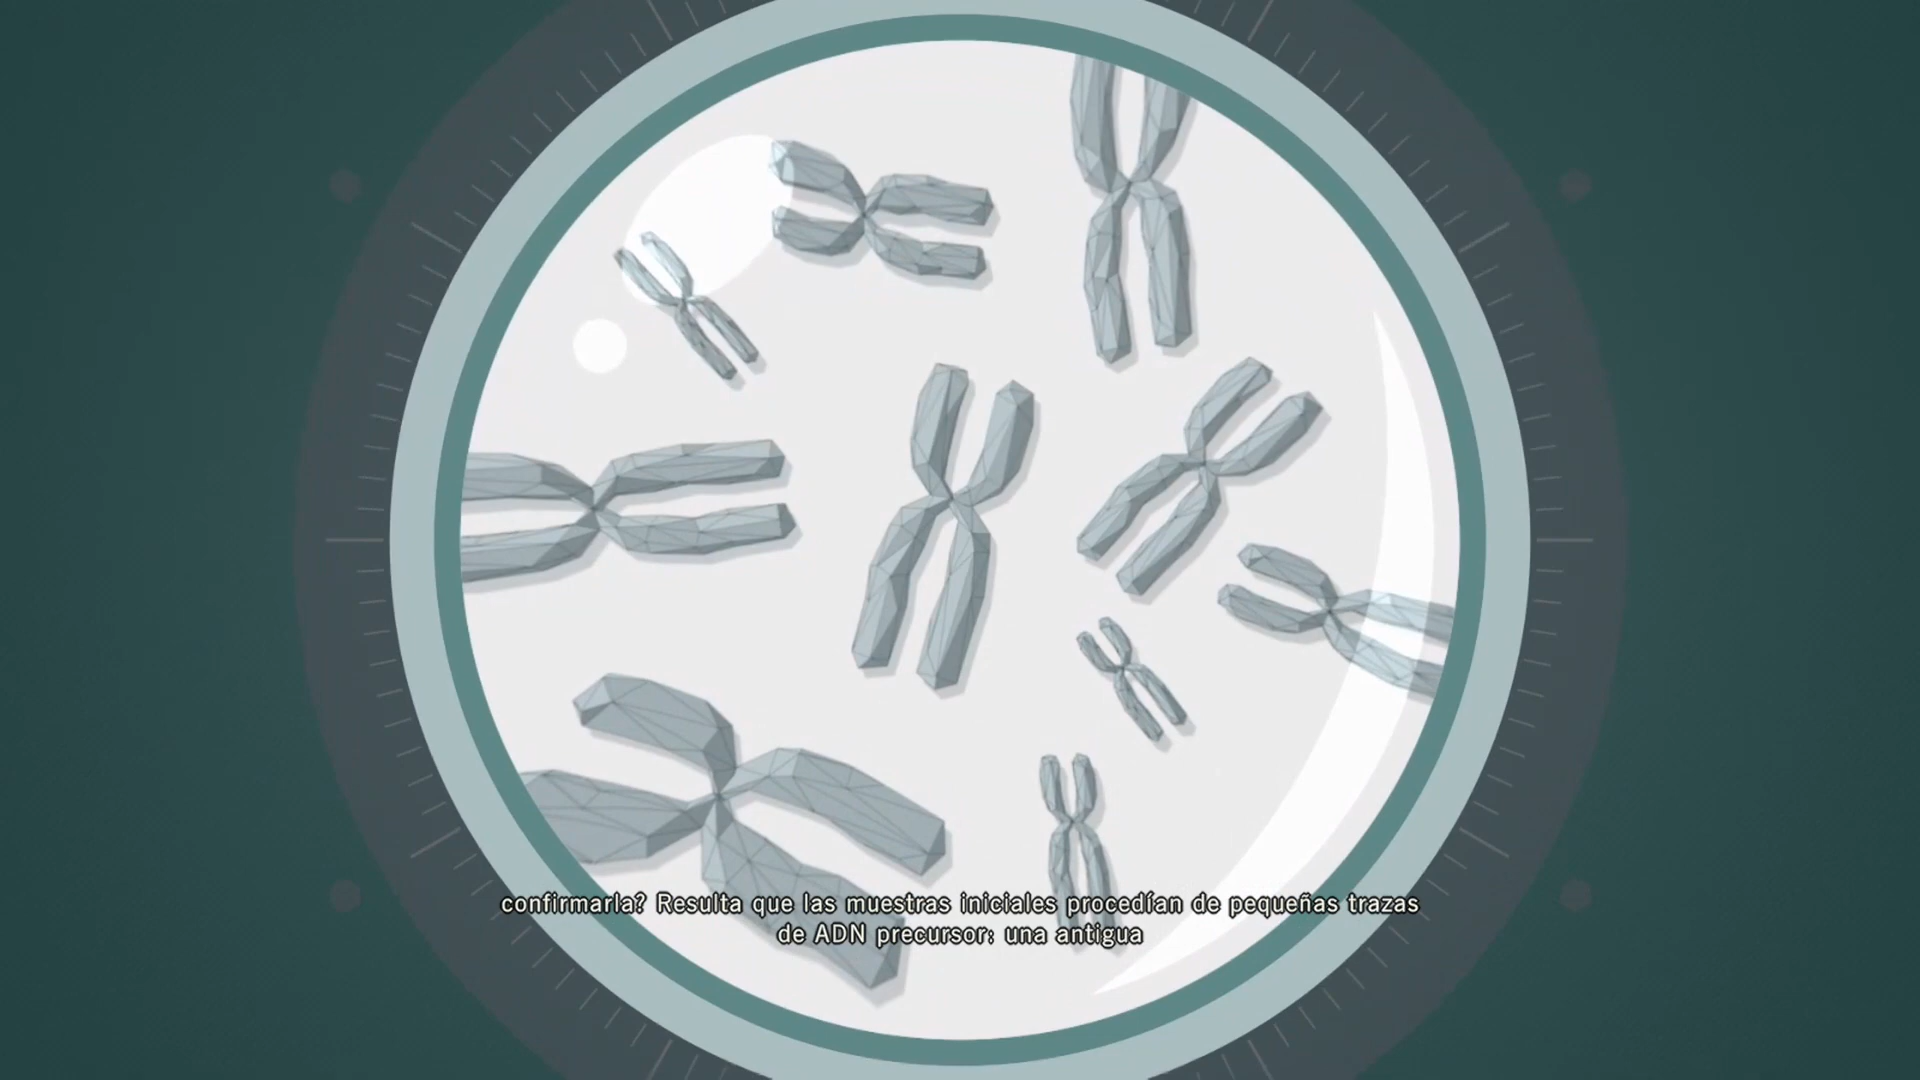 confirmarla? Resulta que las muestras iniciales procedían de pequeñas trazas
de ADN precursor: una antigua